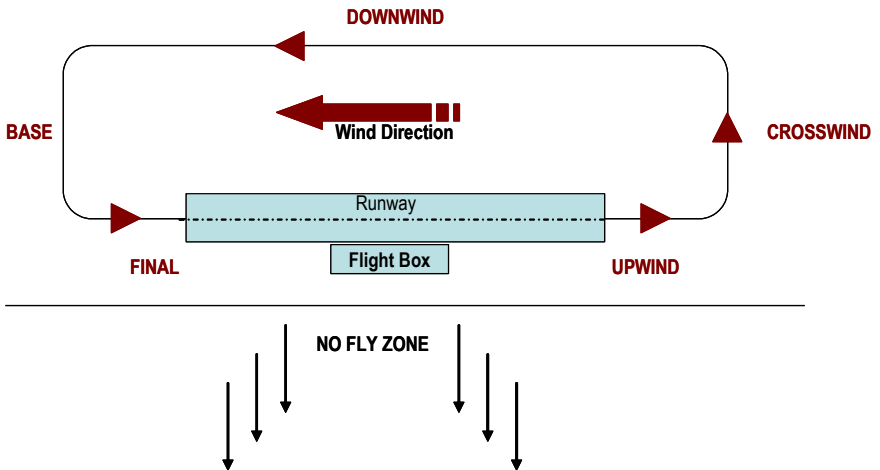 DOWNWIND
Wind Direction
BASE
CROSSWIND
Runway
Flight Box
FINAL
UPWIND
NO FLY ZONE